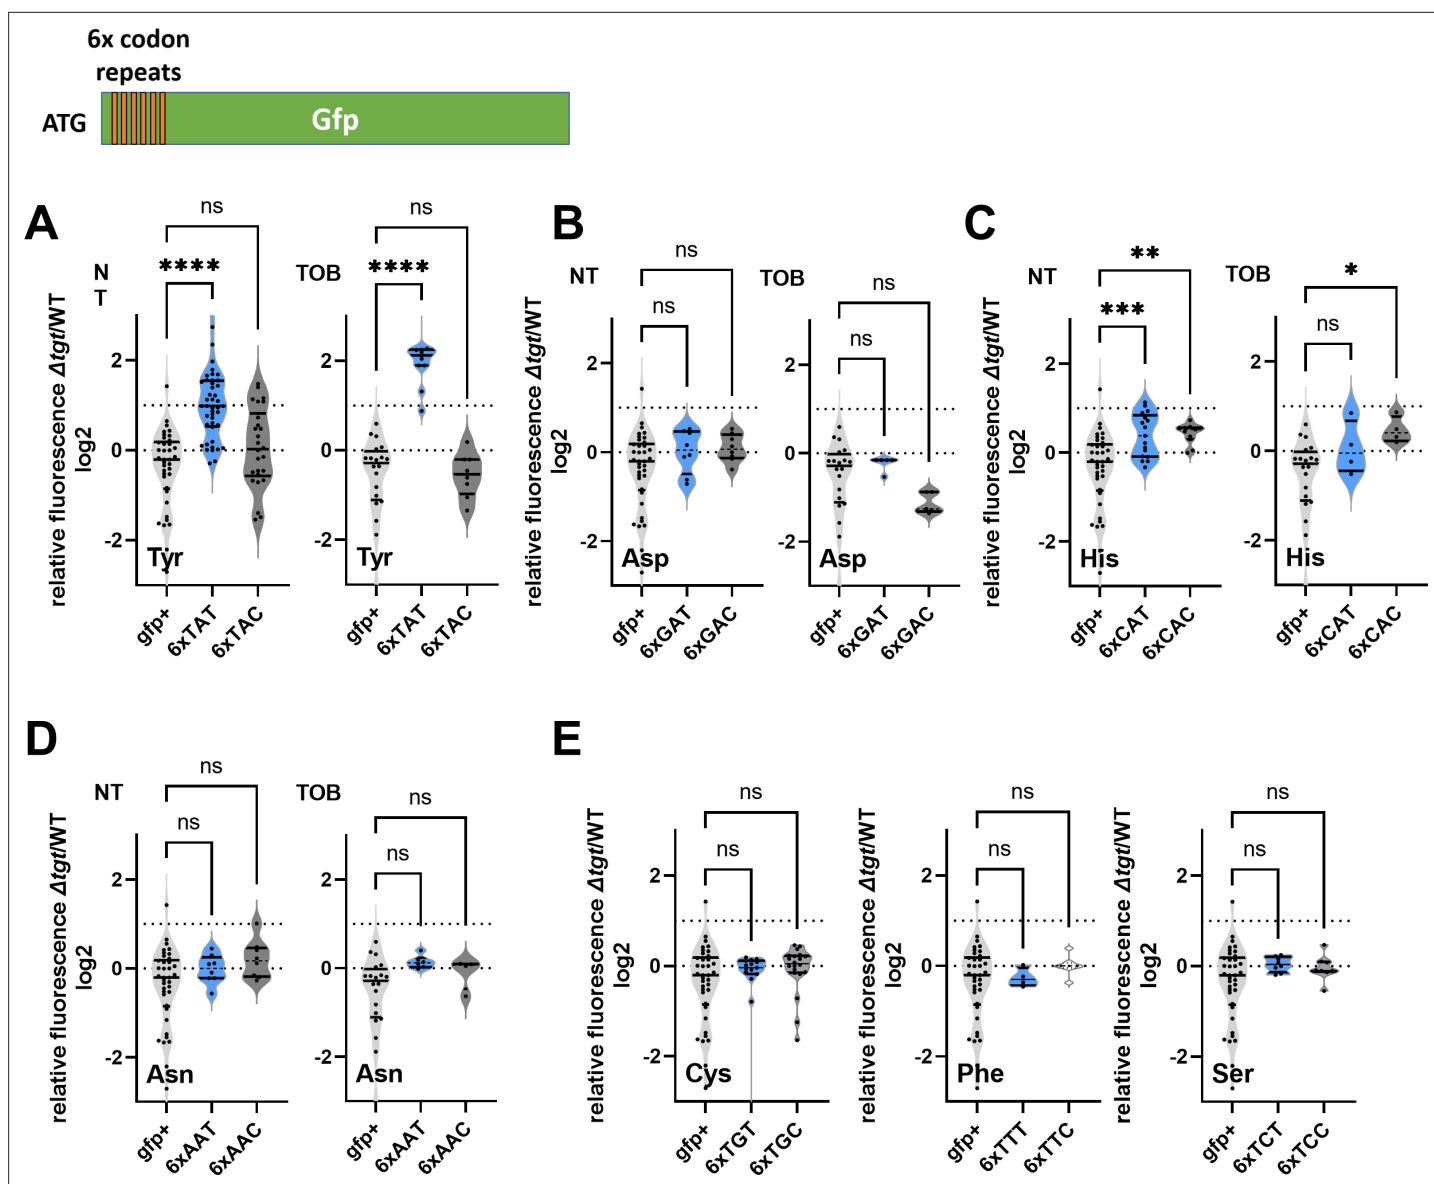 6x codon
repeats
ATG
Gfp
A
ns
****
N
T
relative fluorescence Δtgt/WT
log2
2
0
-2
Tyr
gfp+
6xTAT
6xTAC
TOB
ns
****
2
0
-2
Tyr
gfp+
6xTAT
6xTAC
B
NT
ns
ns
relative fluorescence Δtgt/WT
log2
2
0
-2
Asp
gfp+
6xGAT
6xGAC
TOB
ns
ns
2
0
-2
Asp
gfp+
6xGAT
6xGAC
C
NT
**
***
relative fluorescence Δtgt/WT
log2
2
0
-2
His
gfp+
6xCAT
6xCAC
TOB
*
ns
2
0
-2
His
gfp+
6xCAT
6xCAC
D
NT
ns
ns
relative fluorescence Δtgt/WT
log2
2
0
-2
Asn
gfp+
6xAAT
6xAAC
TOB
ns
ns
2
0
-2
Asn
gfp+
6xAAT
6xAAC
E
ns
ns
relative fluorescence Δtgt/WT
log2
2
0
-2
Cys
gfp+
6xTGT
6xTGC
ns
ns
relative fluorescence Δtgt/WT
log2
2
0
-2
Phe
gfp+
6xTTT
6xTTC
ns
ns
relative fluorescence Δtgt/WT
log2
2
0
-2
Ser
gfp+
6xTCT
6xTCC